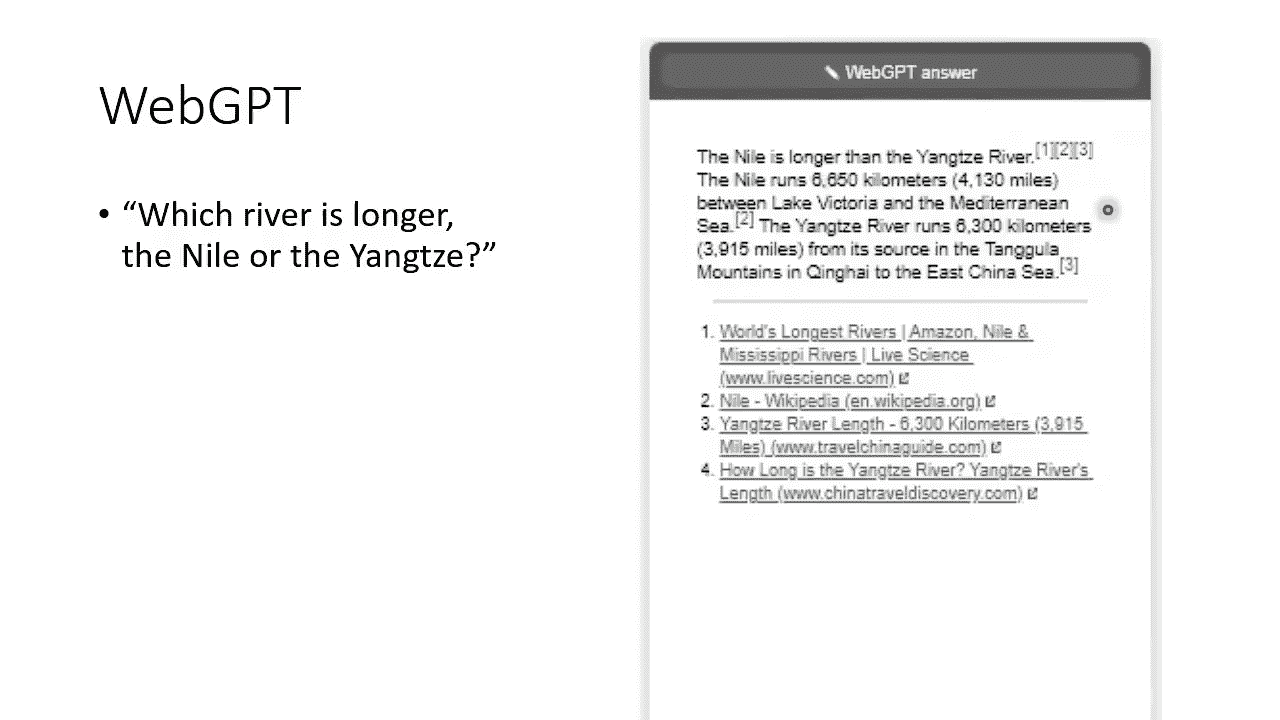 WebGPT
• “Which river is longer,
the Nile or the Yangtze?”
WebGPT answer
The Nile is longer than the Yangtze River.[1][2][3]
The Nile runs 6,650 kilometers (4,130 miles)
between Lake Victoria and the Mediterranean
Sea.[2] The Yangtze River runs 6,300 kilometers
(3,915 miles) from its source in the Tanggula
Mountains in Qinghai to the East China Sea.[3]
1. World's Longest Rivers | Amazon, Nile &
Mississippi Rivers | Live Science
(www.livescience.com)
2. Nile - Wikipedia (en.wikipedia.org)
3. Yangtze River Length - 6,300 Kilometers (3,915
Miles) (www.travelchinaguide.com)
4. How Long is the Yangtze River? Yangtze River's
Length (www.chinatraveldiscovery.com)